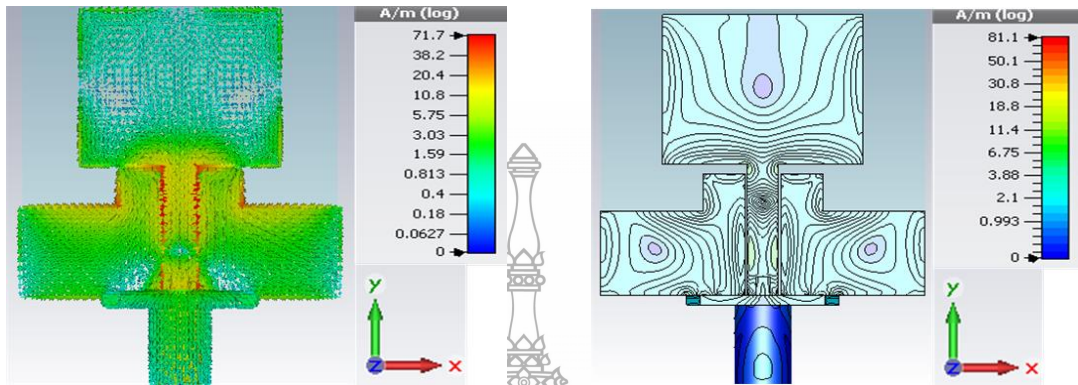 A/m (log)
71.7
38.2
20.4
10.8
5.75
3.03
1.59
0.813
0.4
0.18
0.0627
0
Y
Z
X
A/m (log)
81.1
50.1
30.8
18.8
11.4
6.75
3.88
2.1
0.993
0
Y
Z
X